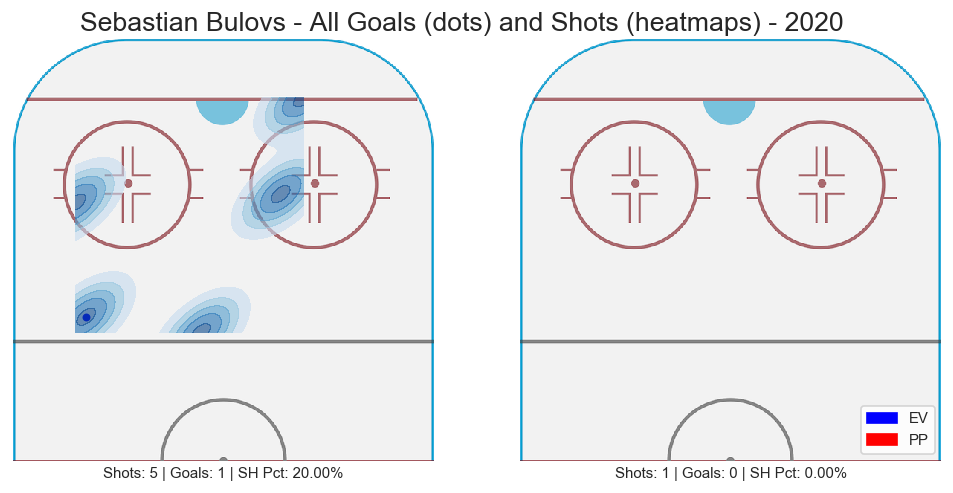 Sebastian Bulovs - All Goals (dots) and Shots (heatmaps) - 2020
EV
PP
Shots: 5 | Goals: 1 | SH Pct: 20.00%
Shots: 1 | Goals: 0 | SH Pct: 0.00%